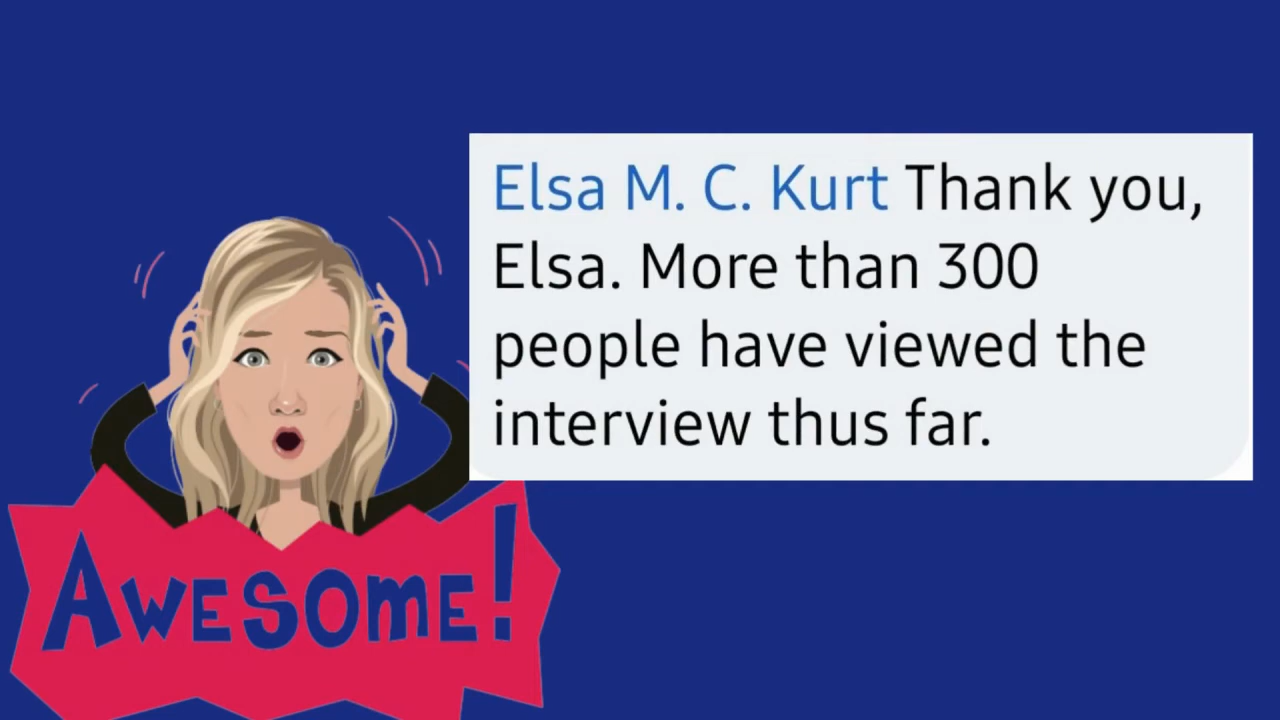 Elsa M. C. Kurt Thank you,
Elsa. More than 300
people have viewed the
interview thus far.
AWESOME!